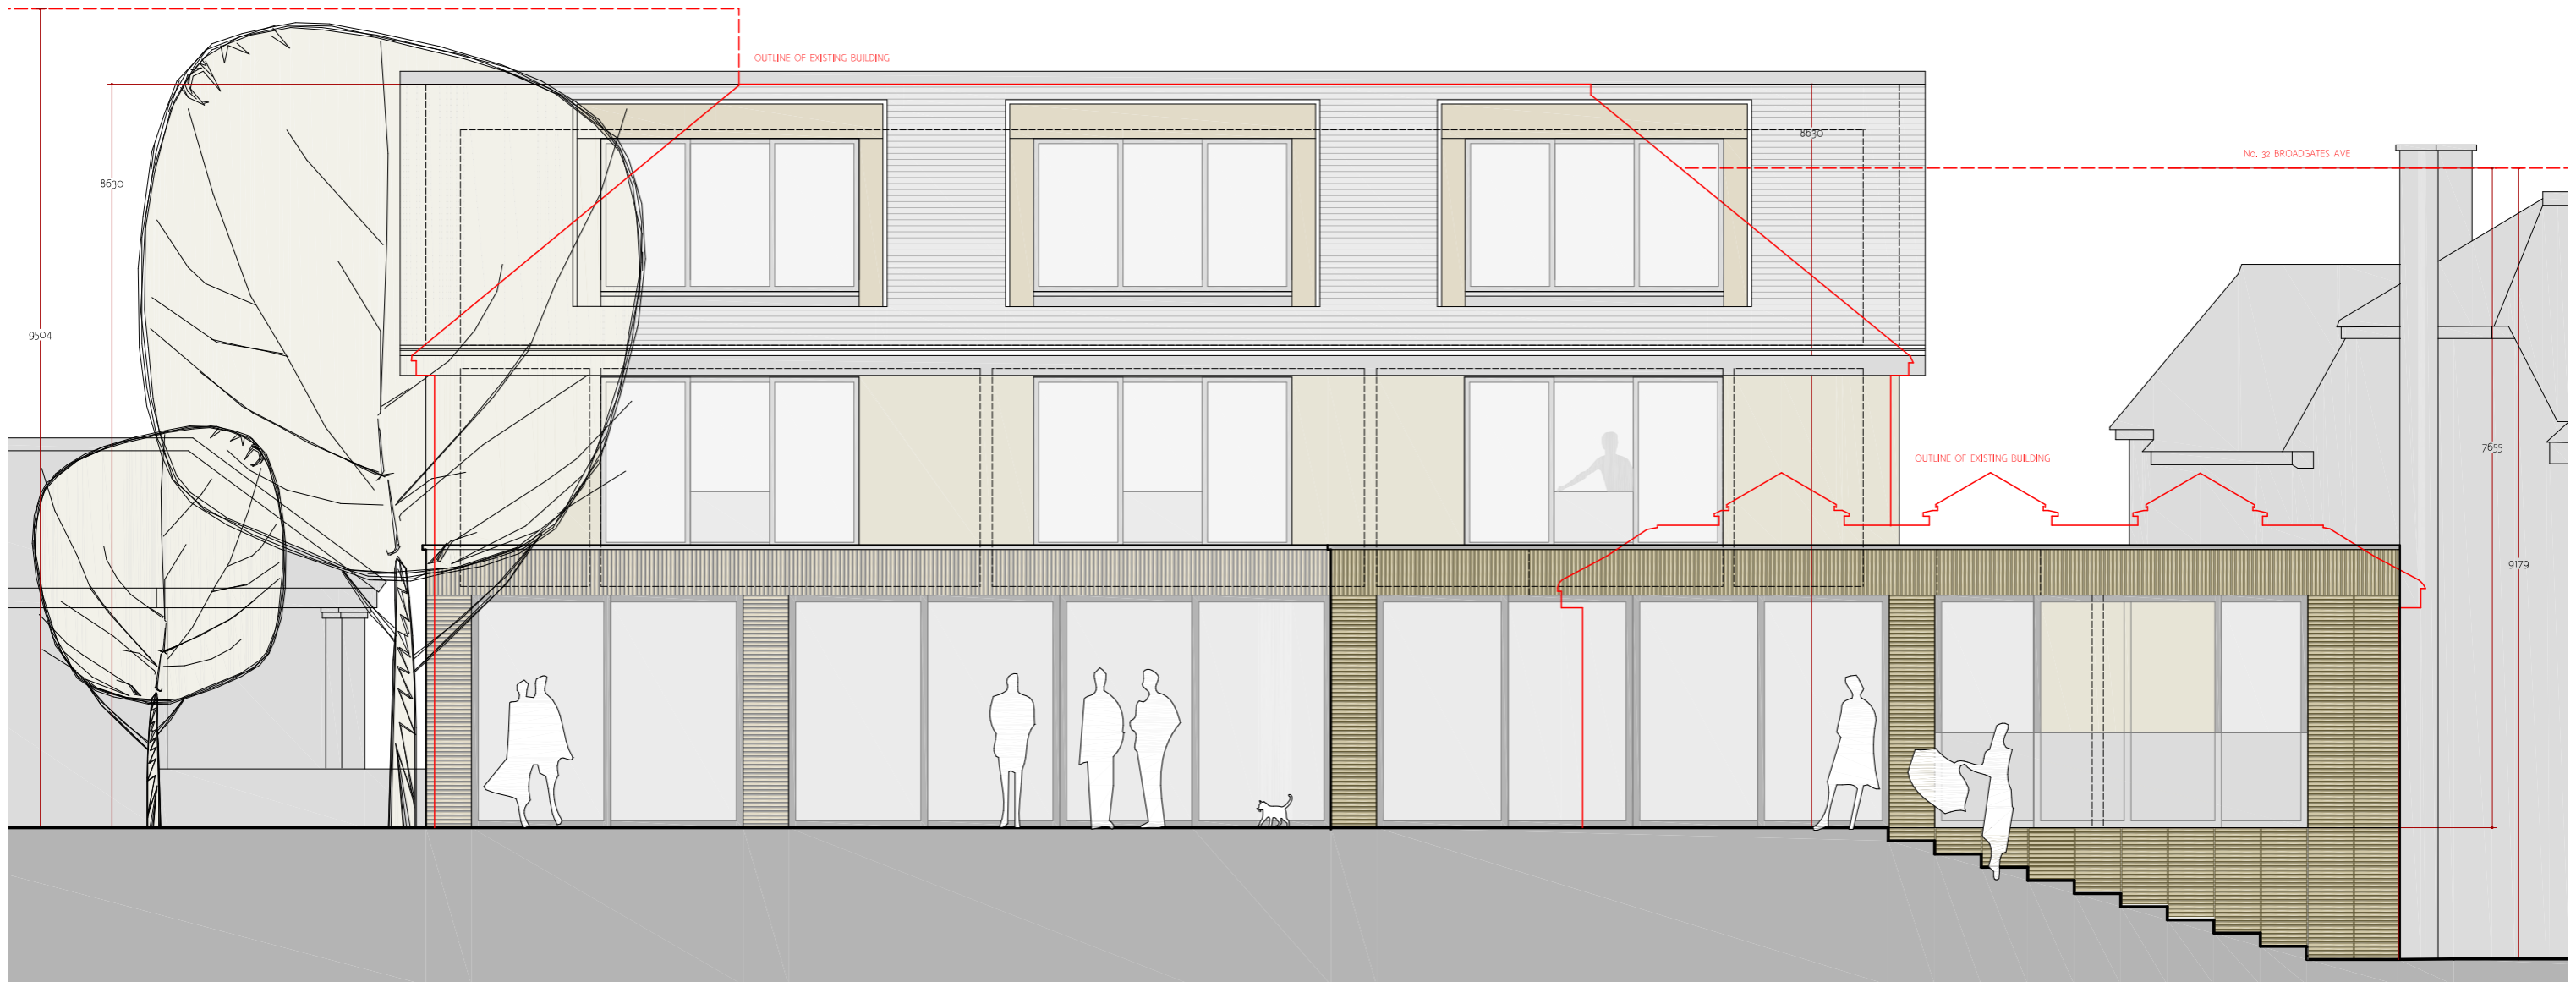 OUTLINE OF EXISTING BUILDING
8630
No, 32 BROADGATES AVE
8630
9504
7655
OUTLINE OF EXISTING BUILDING
9179